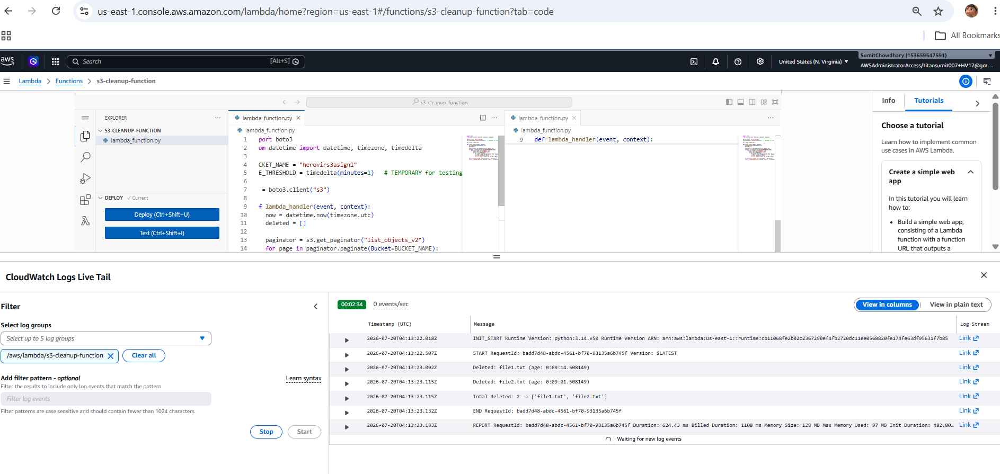 us-east-1.console.aws.amazon.com/lambda/home?region=us-east-1#/functions/s3-cleanup-function?tab=code
All Bookmarks
aws
Search
[Alt+S]
United States (N. Virginia)
SumitChowdhary (153659547591)
AWSAdministratorAccess/titansumit007+HV17@gm...
Lambda
Functions
s3-cleanup-function
s3-cleanup-function
EXPLORER
S3-CLEANUP-FUNCTION
lambda_function.py
DEPLOY
Current
Deploy (Ctrl+Shift+U)
Test (Ctrl+Shift+I)
lambda_function.py
lambda_function.py
1 port boto3
2 om datetime import datetime, timezone, timedelta
3
4 CKET_NAME = "herovirs3asign1"
5 E_THRESHOLD = timedelta(minutes=1)   # TEMPORARY for testing
6
7  = boto3.client("s3")
8
9 f lambda_handler(event, context):
10   now = datetime.now(timezone.utc)
11   deleted = []
12
13   paginator = s3.get_paginator("list_objects_v2")
14   for page in paginator.paginate(Bucket=BUCKET_NAME):
lambda_function.py
lambda_function.py
9 def lambda_handler(event, context):
Info
Tutorials
Choose a tutorial
Learn how to implement common
use cases in AWS Lambda.
Create a simple web
app
In this tutorial you will learn
how to:
• Build a simple web app,
consisting of a Lambda
function with a function
URL that outputs a
CloudWatch Logs Live Tail
Filter
Select log groups
Select up to 5 log groups
/aws/lambda/s3-cleanup-function
Clear all
Add filter pattern - optional
Learn syntax
Filter the results to include only log events that match the pattern
Filter log events
Filter patterns are case sensitive and should contain fewer than 1024 characters.
Stop
Start
00:02:34
0 events/sec
View in columns
View in plain text
Timestamp (UTC) Message Log Stream
2026-07-20T04:13:22.018Z INIT_START Runtime Version: python:3.14.v50 Runtime Version ARN: arn:aws:lambda:us-east-1::runtime:cb11068fe2b02c2367290ef4fb2720dc11ee0568820fe174fe63df95631f7b85 Link
2026-07-20T04:13:22.507Z START RequestId: badd7d48-abdc-4561-bf70-93135a6b745f Version: $LATEST Link
2026-07-20T04:13:23.092Z Deleted: file1.txt (age: 0:09:14.508149) Link
2026-07-20T04:13:23.115Z Deleted: file2.txt (age: 0:09:01.508149) Link
2026-07-20T04:13:23.115Z Total deleted: 2 -> ['file1.txt', 'file2.txt'] Link
2026-07-20T04:13:23.132Z END RequestId: badd7d48-abdc-4561-bf70-93135a6b745f Link
2026-07-20T04:13:23.133Z REPORT RequestId: badd7d48-abdc-4561-bf70-93135a6b745f Duration: 624.43 ms Billed Duration: 1108 ms Memory Size: 128 MB Max Memory Used: 97 MB Init Duration: 482.80… Link
Waiting for new log events